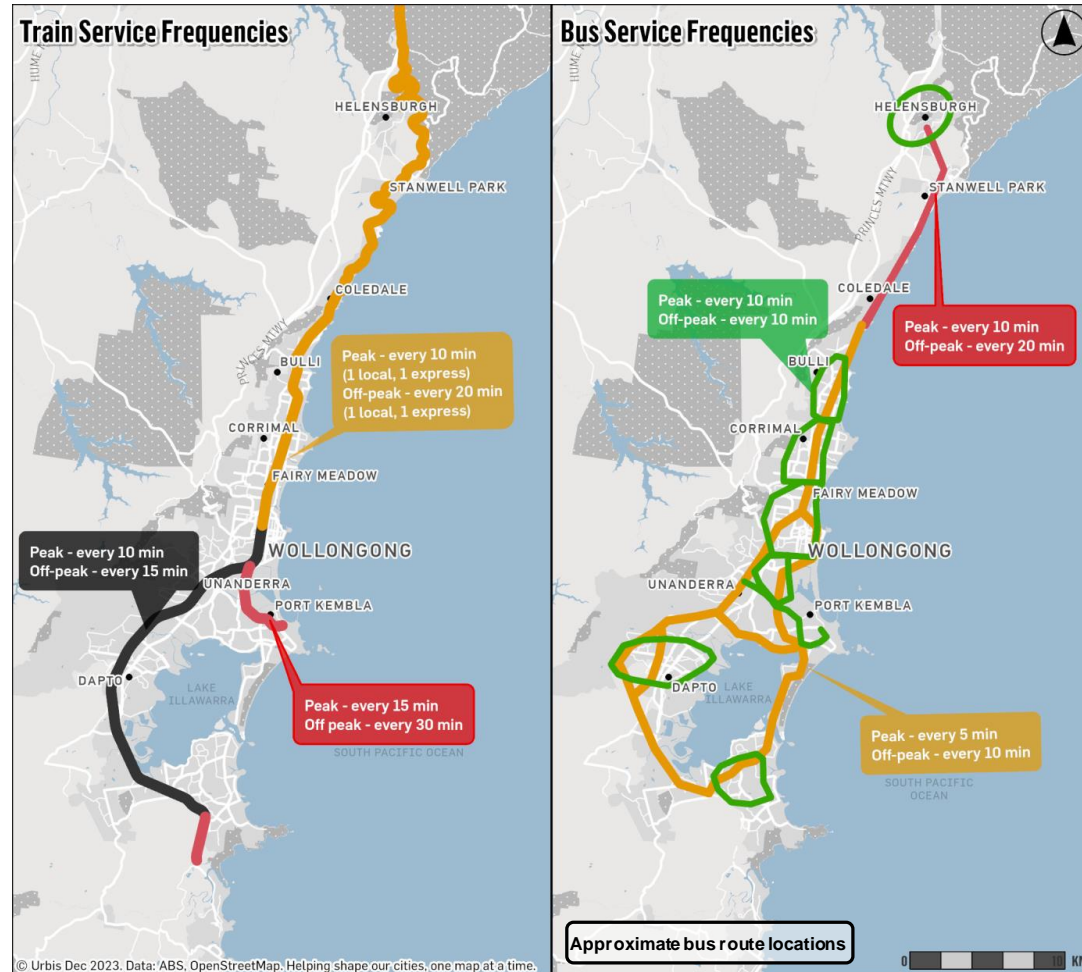 Train Service Frequencies
HUME M
HELENSBURGH
STANWELL PARK
COLEDALE
PRINCES MTWY
BULLI
Peak - every 10 min
(1 local, 1 express)
Off-peak - every 20 min
(1 local, 1 express)
CORRIMAL
FAIRY MEADOW
Peak - every 10 min
Off-peak - every 15 min
WOLLONGONG
UNANDERRA
PORT KEMBLA
DAPTO
LAKE
ILLAWARRA
Peak - every 15 min
Off peak - every 30 min
SOUTH PACIFIC OCEAN
© Urbis Dec 2023. Data: ABS, OpenStreetMap. Helping shape our cities, one map at a time.
Bus Service Frequencies
HUME M
HELENSBURGH
STANWELL PARK
PRINCES MTWY
Peak - every 10 min
Off-peak - every 10 min
COLEDALE
Peak - every 10 min
Off-peak - every 20 min
BULLI
CORRIMAL
FAIRY MEADOW
WOLLONGONG
UNANDERRA
PORT KEMBLA
DAPTO
LAKE
ILLAWARRA
Peak - every 5 min
Off-peak - every 10 min
SOUTH PACIFIC
OCEAN
Approximate bus route locations
0 10 K